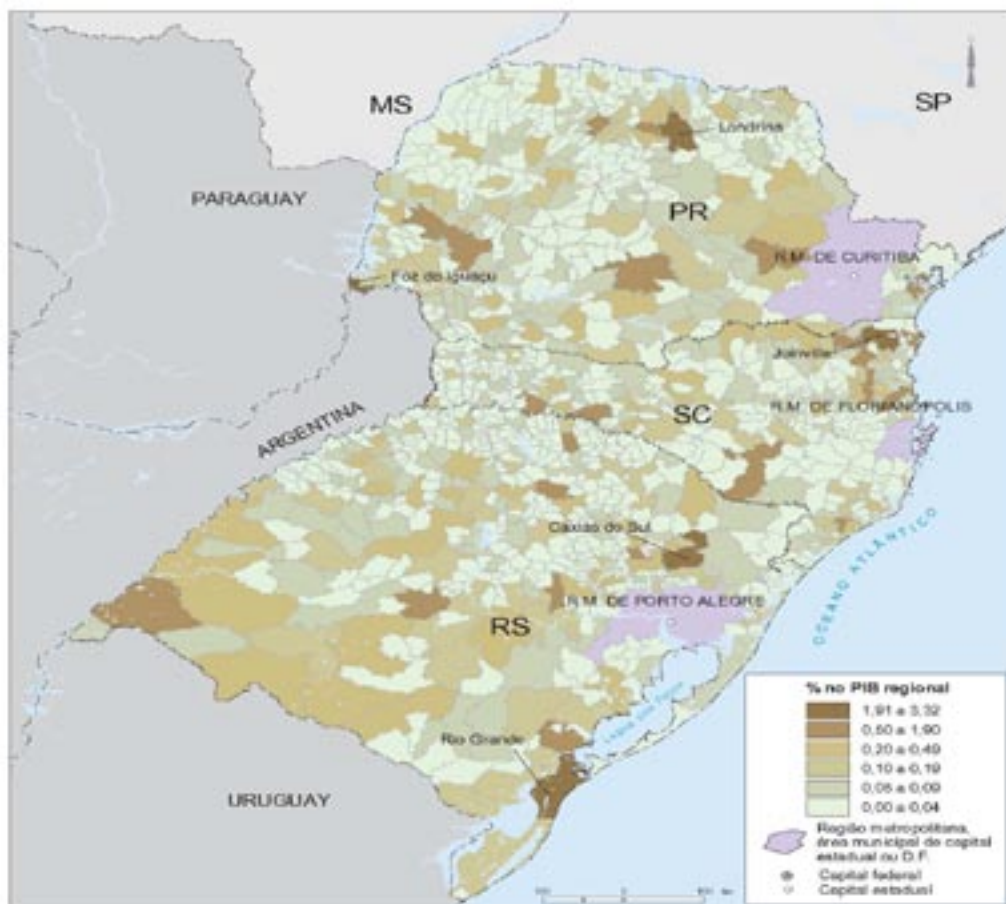 MS
SP
Londrina
PARAGUAY
PR
R.M. DE CURITIBA
Foz do Iguaçu
Joinville
R.M. DE FLORIANÓPOLIS
SC
ARGENTINA
Caxias do Sul
OCEANO ATLÂNTICO
R.M. DE PORTO ALEGRE
RS
Rio Grande
URUGUAY
% no PIB regional
1,91 a 3,32
0,50 a 1,90
0,20 a 0,49
0,10 a 0,19
0,05 a 0,09
0,00 a 0,04
Região metropolitana,
área municipal de capital
estadual ou D.F.
Capital federal
Capital estadual